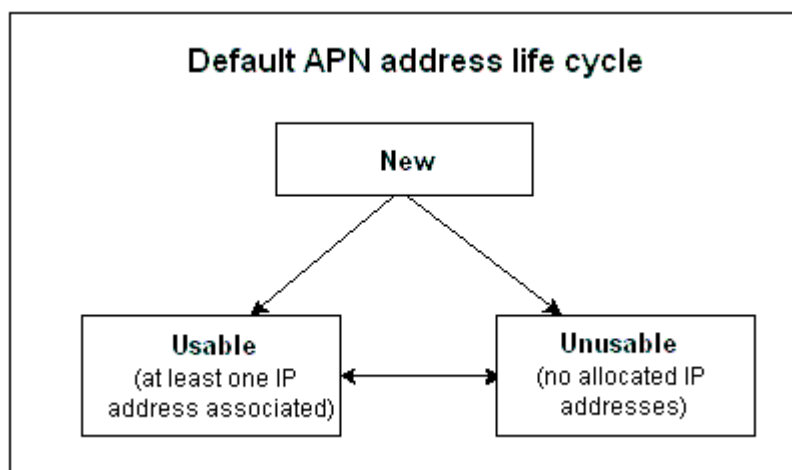 Default APN address life cycle
New
Usable
(at least one IP
address associated)
Unusable
(no allocated IP
addresses)